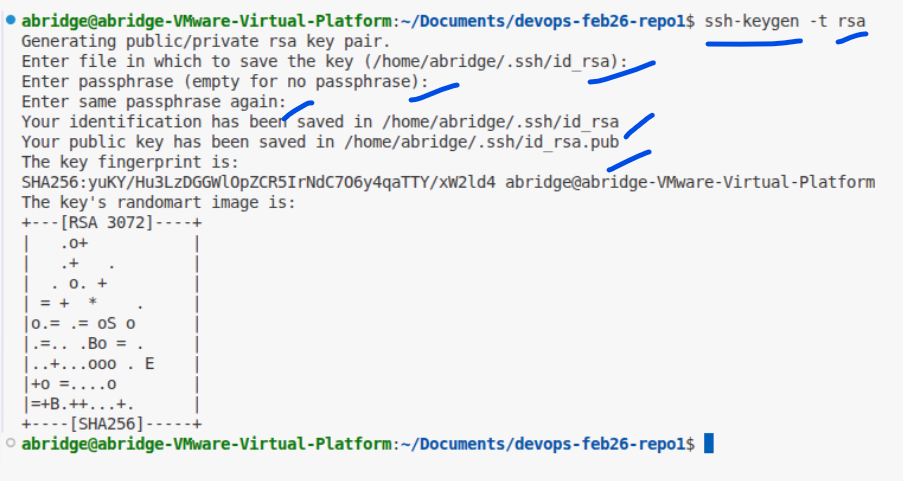 abridge@abridge-VMware-Virtual-Platform:~/Documents/devops-feb26-repo1$ ssh-keygen -t rsa
Generating public/private rsa key pair.
Enter file in which to save the key (/home/abridge/.ssh/id_rsa):
Enter passphrase (empty for no passphrase):
Enter same passphrase again:
Your identification has been saved in /home/abridge/.ssh/id_rsa
Your public key has been saved in /home/abridge/.ssh/id_rsa.pub
The key fingerprint is:
SHA256:yuKY/Hu3LzDGGWlOpZCR5IrNdC7O6y4qaTTY/xW2ld4 abridge@abridge-VMware-Virtual-Platform
The key's randomart image is:
+---[RSA 3072]----+
|    .o+          |
|    .+   .       |
|   . o. +        |
|  = +  *    .    |
|o.= .= oS o      |
|.=.. .Bo = .     |
|..+...ooo . E    |
|+o =....o        |
|=+B.++...+.      |
+----[SHA256]-----+
abridge@abridge-VMware-Virtual-Platform:~/Documents/devops-feb26-repo1$